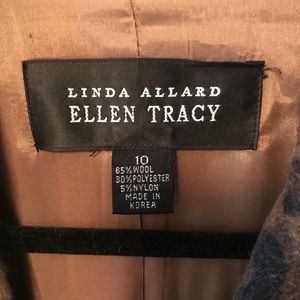 LINDA ALLARD
ELLEN TRACY
10
65% WOOL
30% POLYESTER
5% NYLON
MADE IN
KOREA